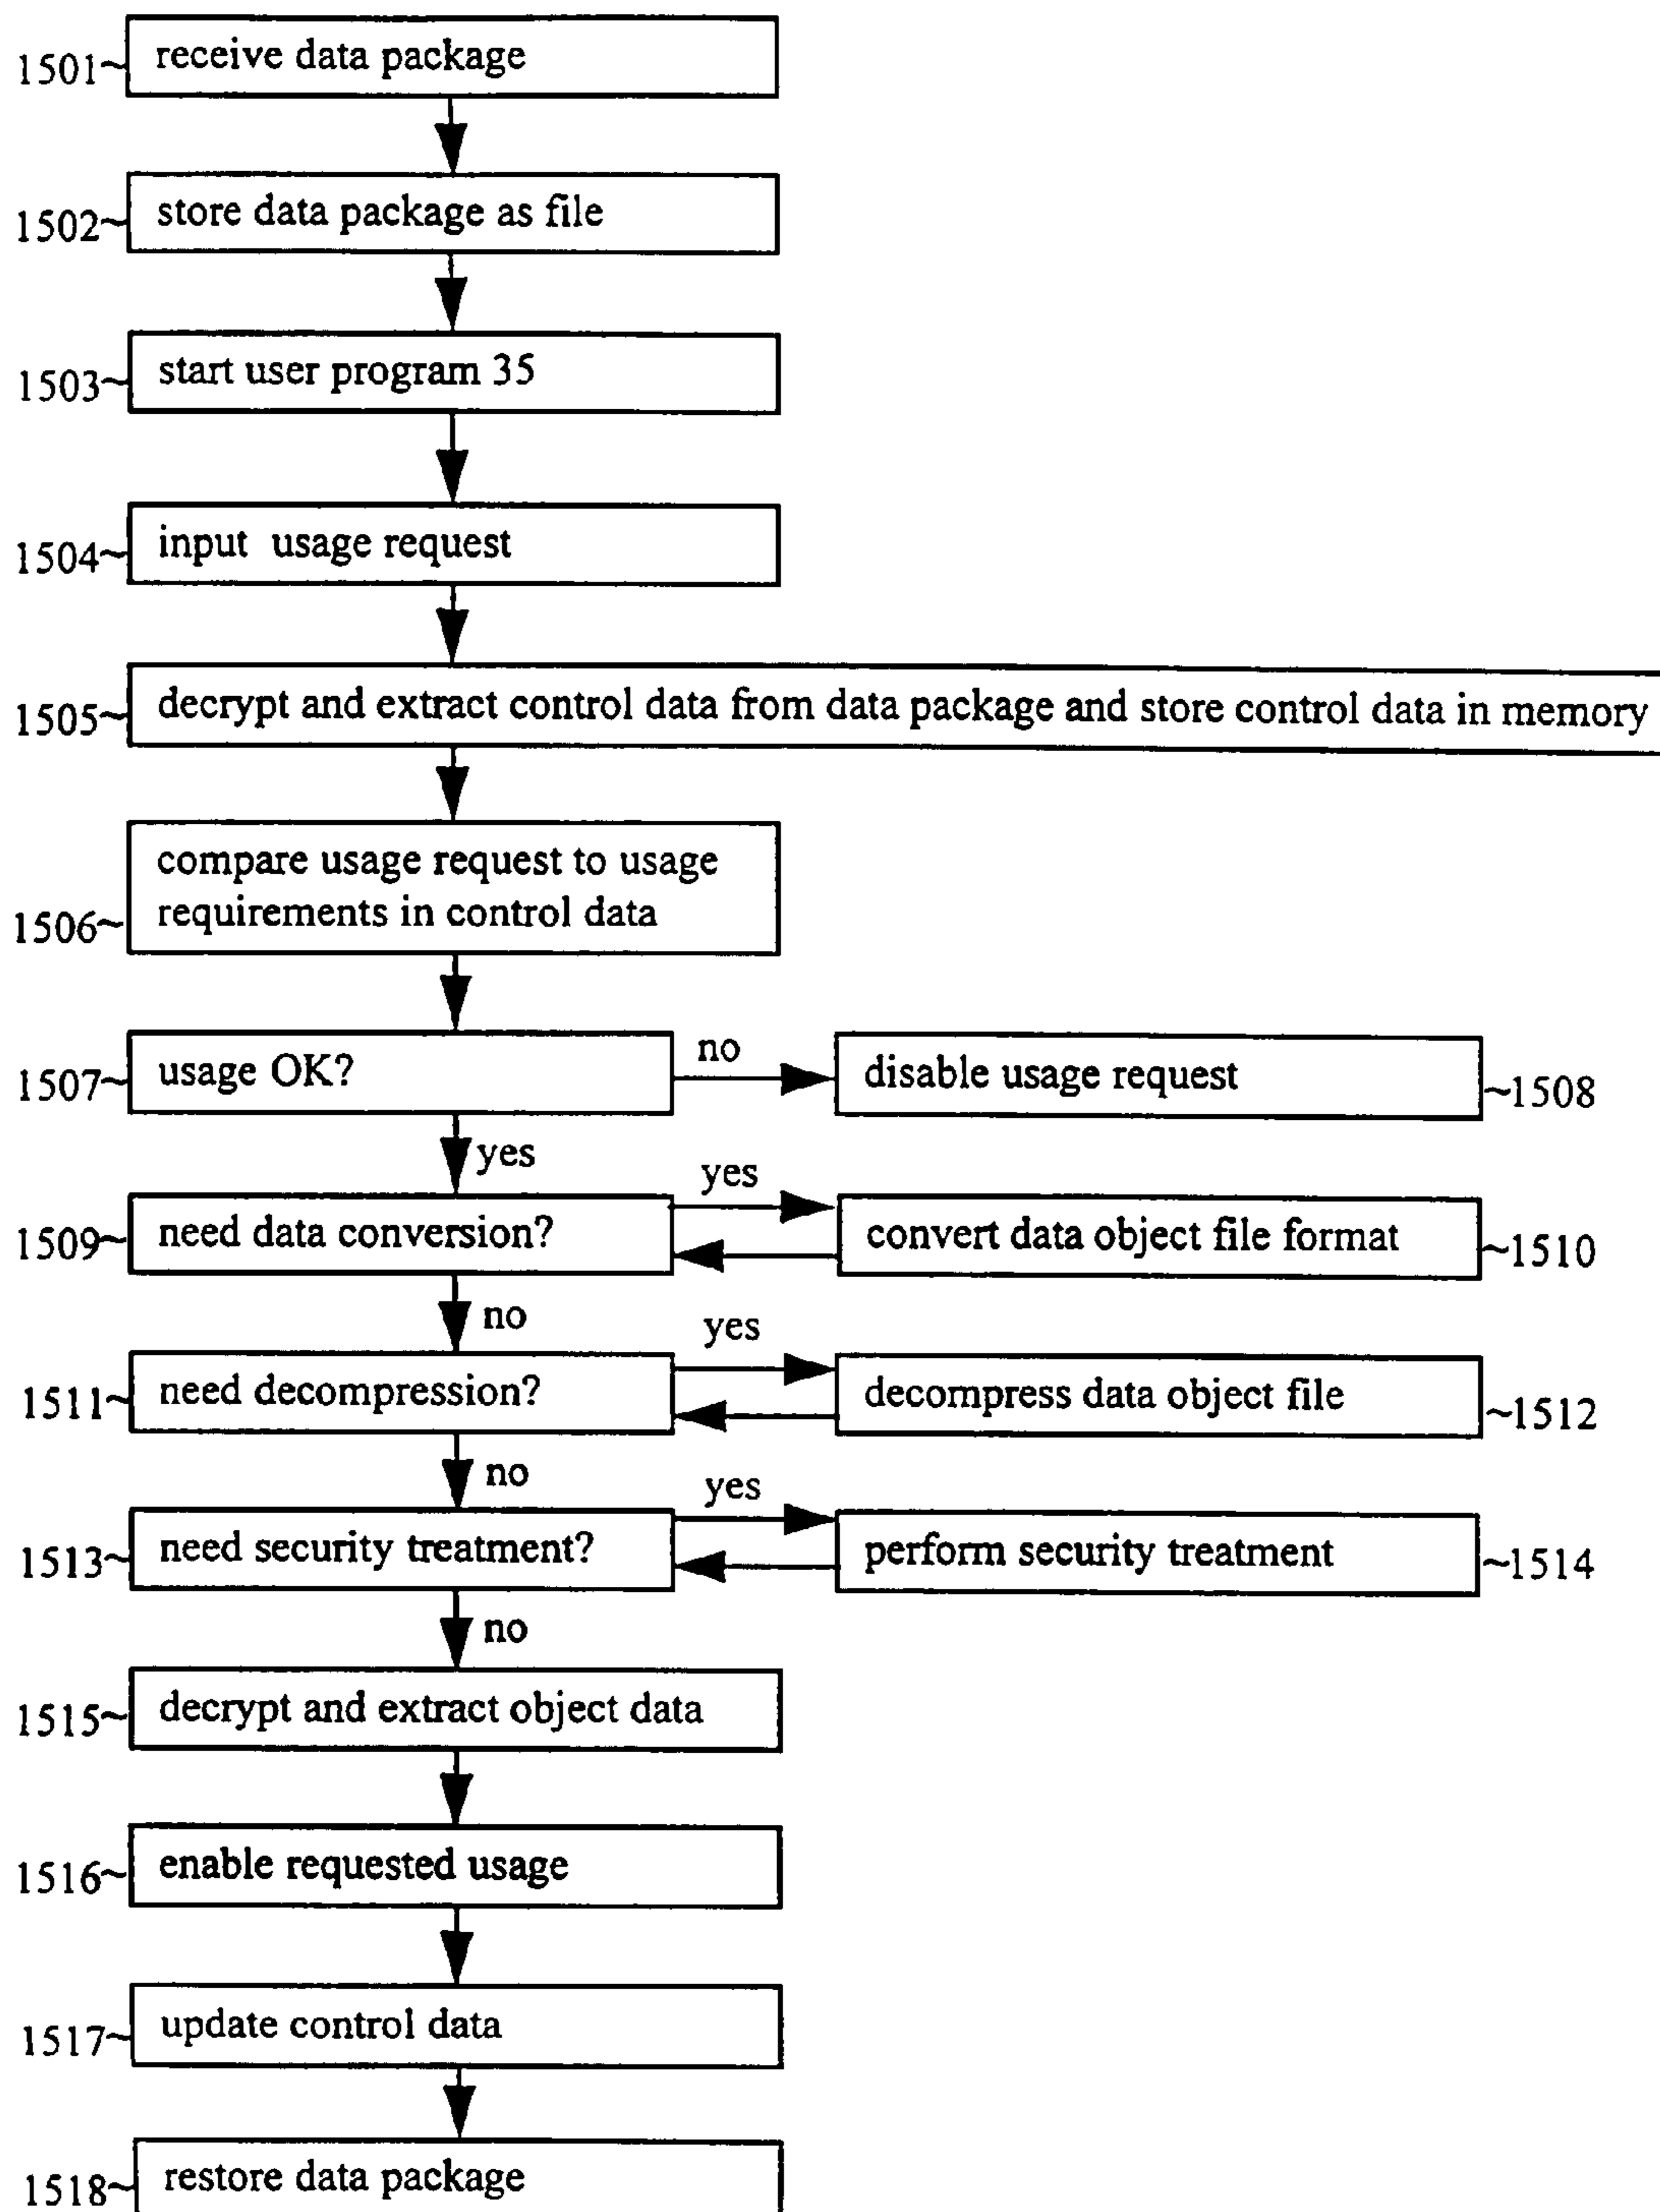 1501~ receive data package
1502~ store data package as file
1503~ start user program 35
1504~ input usage request
1505~ decrypt and extract control data from data package and store control data in memory
compare usage request to usage
1506~ requirements in control data
1507~ usage OK? no disable usage request ~1508
yes
yes
1509~ need data conversion? convert data object file format ~1510
no
yes
1511~ need decompression? decompress data object file ~1512
no
yes
1513~ need security treatment? perform security treatment ~1514
no
1515~ decrypt and extract object data
1516~ enable requested usage
1517~ update control data
1518~ restore data package